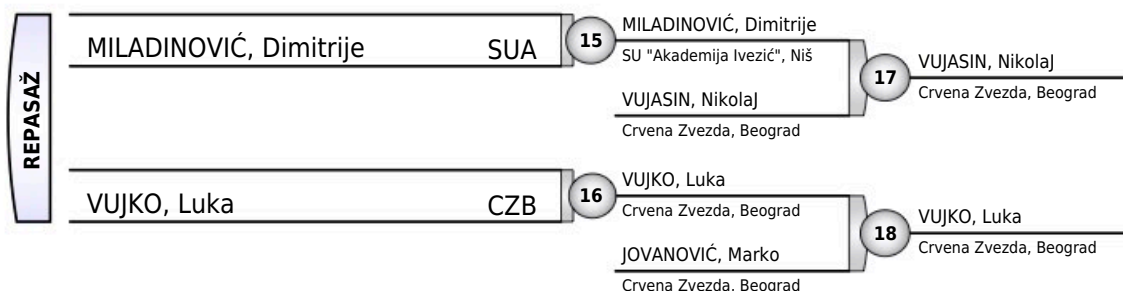 REPASAŽ
MILADINOVIĆ, Dimitrije SUA
15
MILADINOVIĆ, Dimitrije
SU "Akademija Ivezić", Niš
VUJASIN, NikolaJ
Crvena Zvezda, Beograd
17
VUJASIN, NikolaJ
Crvena Zvezda, Beograd
VUJKO, Luka CZB
16
VUJKO, Luka
Crvena Zvezda, Beograd
JOVANOVIĆ, Marko
Crvena Zvezda, Beograd
18
VUJKO, Luka
Crvena Zvezda, Beograd